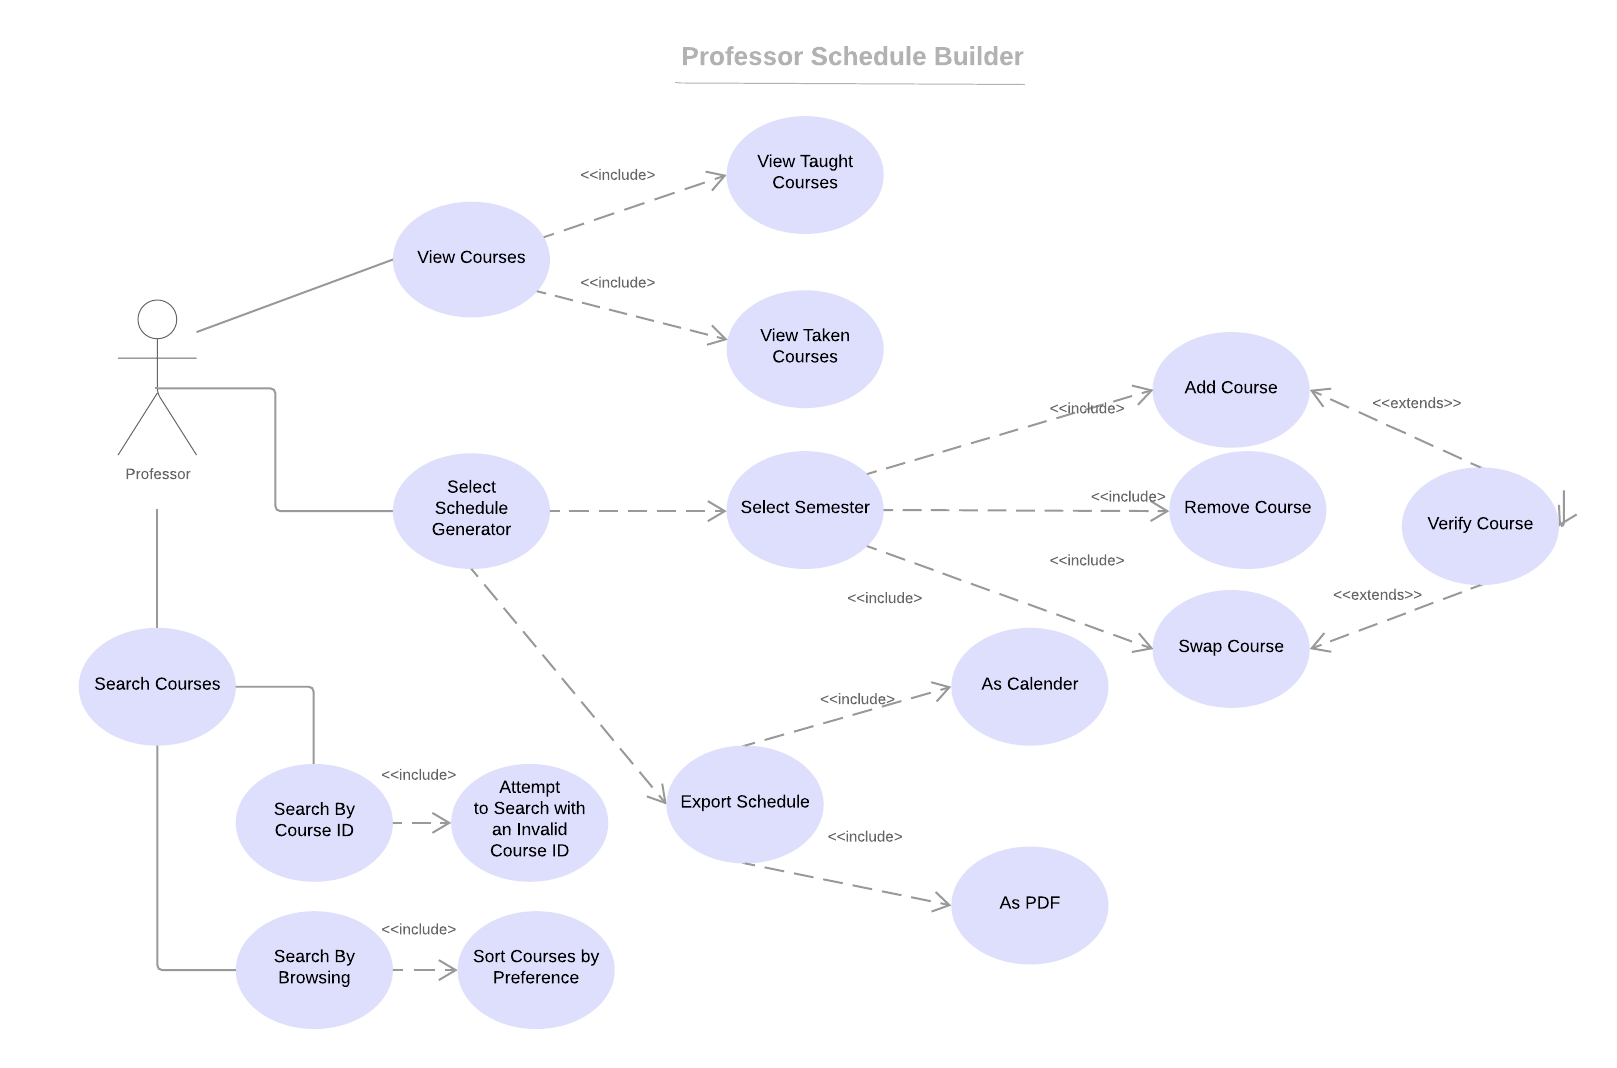 Professor Schedule Builder
<<include>
View Taught
Courses
View Courses
<<include>
View Taken
Courses
Professor
Select
Schedule
Generator
Select Semester
<<include>
Add Course
<<extends>>
<<include>
Remove Course
Verify Course
<<include>
<<include>
<<extends>>
Swap Course
Search Courses
<<include>
As Calender
Export Schedule
<<include>
As PDF
Search By
Course ID
<<include>
Attempt
to Search with
an Invalid
Course ID
Search By
Browsing
<<include>
Sort Courses by
Preference